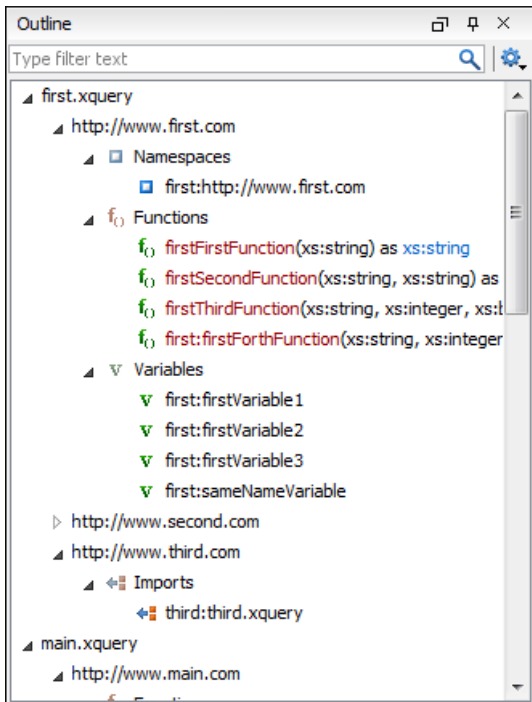 Outline
Type filter text
first.xquery
http://www.first.com
Namespaces
first:http://www.first.com
f() Functions
f() firstFirstFunction(xs:string) as xs:string
f() firstSecondFunction(xs:string, xs:string) as
f() firstThirdFunction(xs:string, xs:integer, xs:
f() first:firstForthFunction(xs:string, xs:integer
V Variables
V first:firstVariable1
V first:firstVariable2
V first:firstVariable3
V first:sameNameVariable
http://www.second.com
http://www.third.com
Imports
third:third.xquery
main.xquery
http://www.main.com